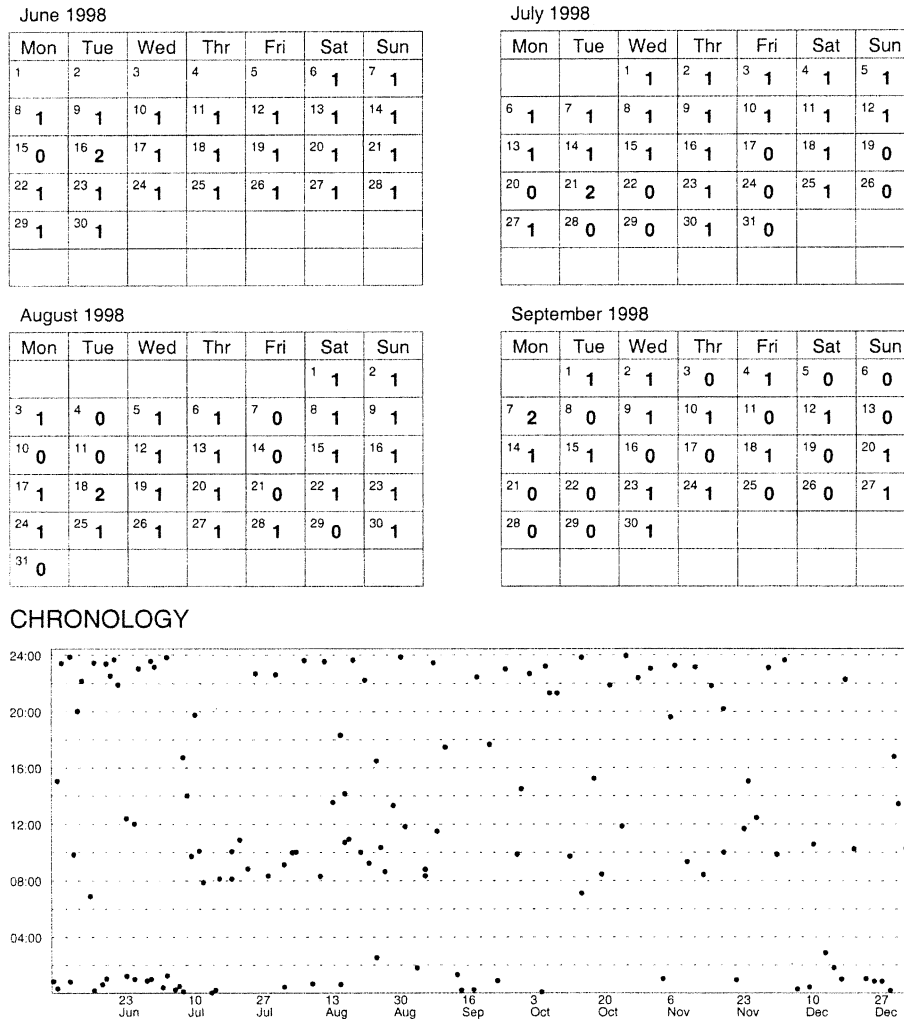 June 1998
Mon Tue Wed Thr Fri Sat Sun
1 2 3 4 5 6 1 7 1
8 1 9 1 10 1 11 1 12 1 13 1 14 1
15 0 16 2 17 1 18 1 19 1 20 1 21 1
22 1 23 1 24 1 25 1 26 1 27 1 28 1
29 1 30 1
July 1998
Mon Tue Wed Thr Fri Sat Sun
1 1 2 1 3 1 4 1 5 1
6 1 7 1 8 1 9 1 10 1 11 1 12 1
13 1 14 1 15 1 16 1 17 0 18 1 19 0
20 0 21 2 22 0 23 1 24 0 25 1 26 0
27 1 28 0 29 0 30 1 31 0
August 1998
Mon Tue Wed Thr Fri Sat Sun
1 1 2 1
3 1 4 0 5 1 6 1 7 0 8 1 9 1
10 0 11 0 12 1 13 1 14 0 15 1 16 1
17 1 18 2 19 1 20 1 21 0 22 1 23 1
24 1 25 1 26 1 27 1 28 1 29 0 30 1
31 0
September 1998
Mon Tue Wed Thr Fri Sat Sun
1 1 2 1 3 0 4 1 5 0 6 0
7 2 8 0 9 1 10 1 11 0 12 1 13 0
14 1 15 1 16 0 17 0 18 1 19 0 20 1
21 0 22 0 23 1 24 1 25 0 26 0 27 1
28 0 29 0 30 1
CHRONOLOGY
24:00
20:00
16:00
12:00
08:00
04:00
23 10 27 13 30 16 3 20 6 23 10 27
Jun Jul Jul Aug Aug Sep Oct Oct Nov Nov Dec Dec